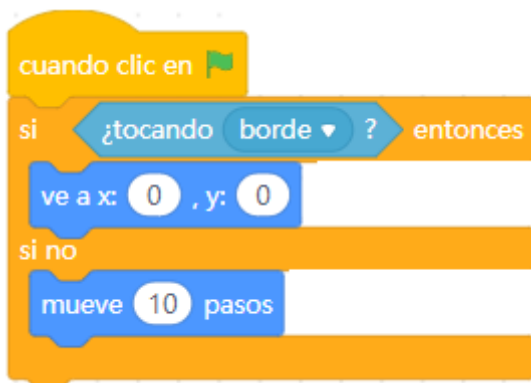 cuando clic en
si ¿tocando borde ? entonces
ve a x: 0 , y: 0
si no
mueve 10 pasos